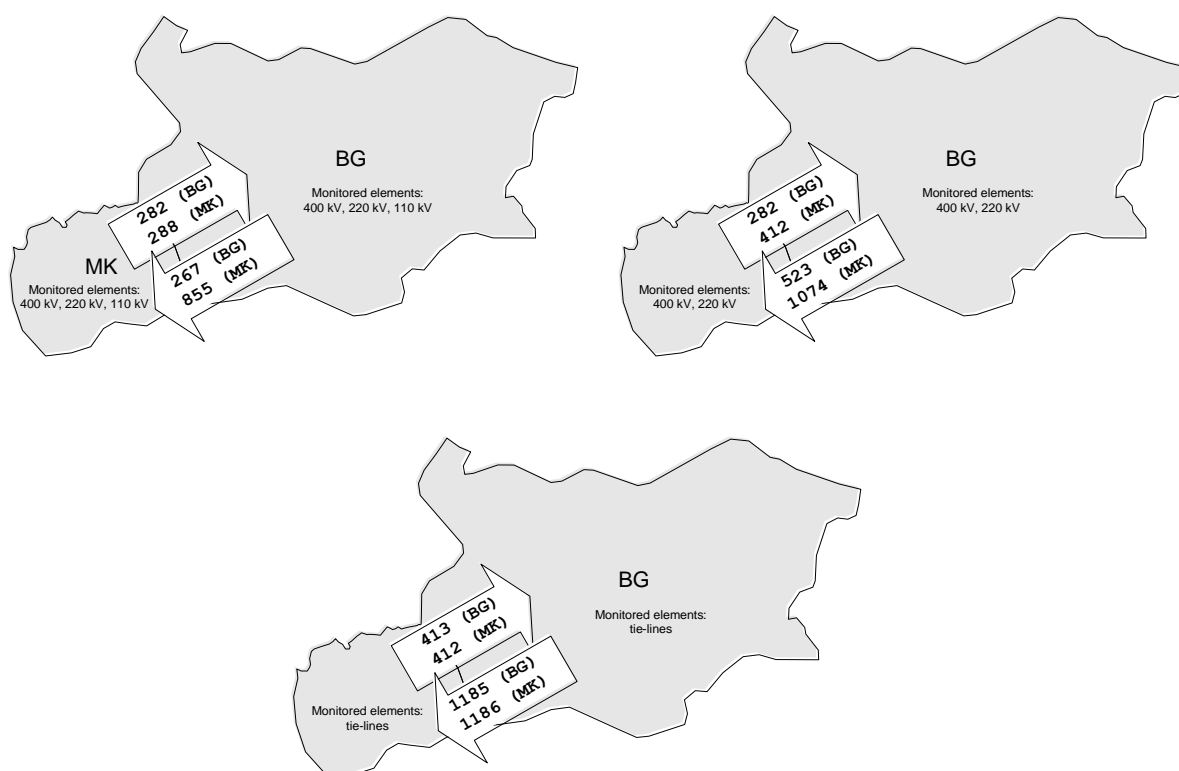 BG
Monitored elements:
400 kV, 220 kV, 110 kV
282 (BG)
288 (MK)
267 (BG)
855 (MK)
MK
Monitored elements:
400 kV, 220 kV, 110 kV
BG
Monitored elements:
400 kV, 220 kV
282 (BG)
412 (MK)
523 (BG)
1074 (MK)
Monitored elements:
400 kV, 220 kV
BG
Monitored elements:
tie-lines
413 (BG)
412 (MK)
1185 (BG)
1186 (MK)
Monitored elements:
tie-lines